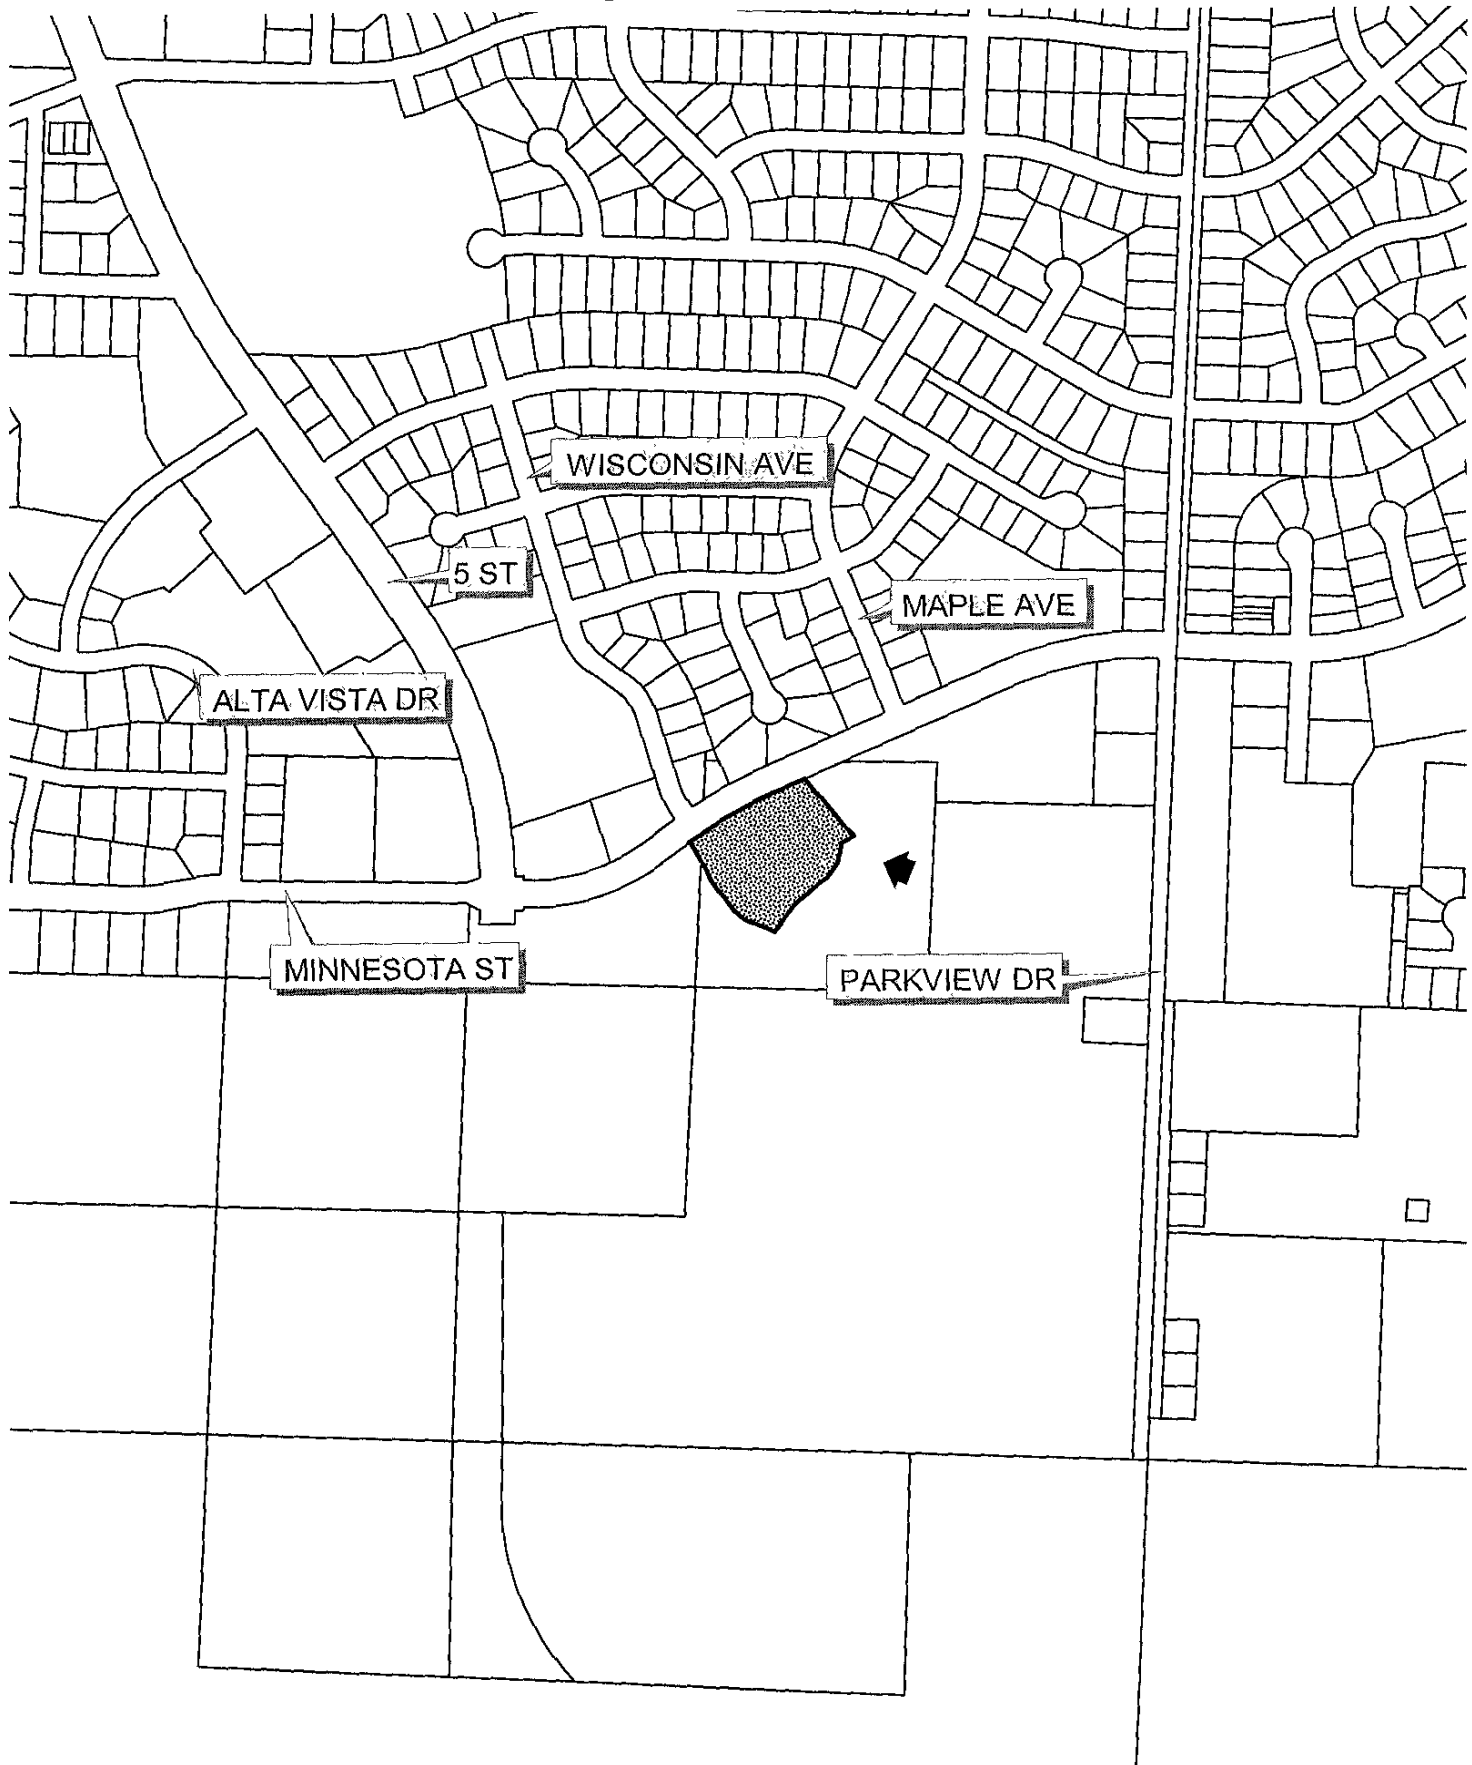 WISCONSIN AVE
5 ST
MAPLE AVE
ALTA VISTA DR
MINNESOTA ST
PARKVIEW DR